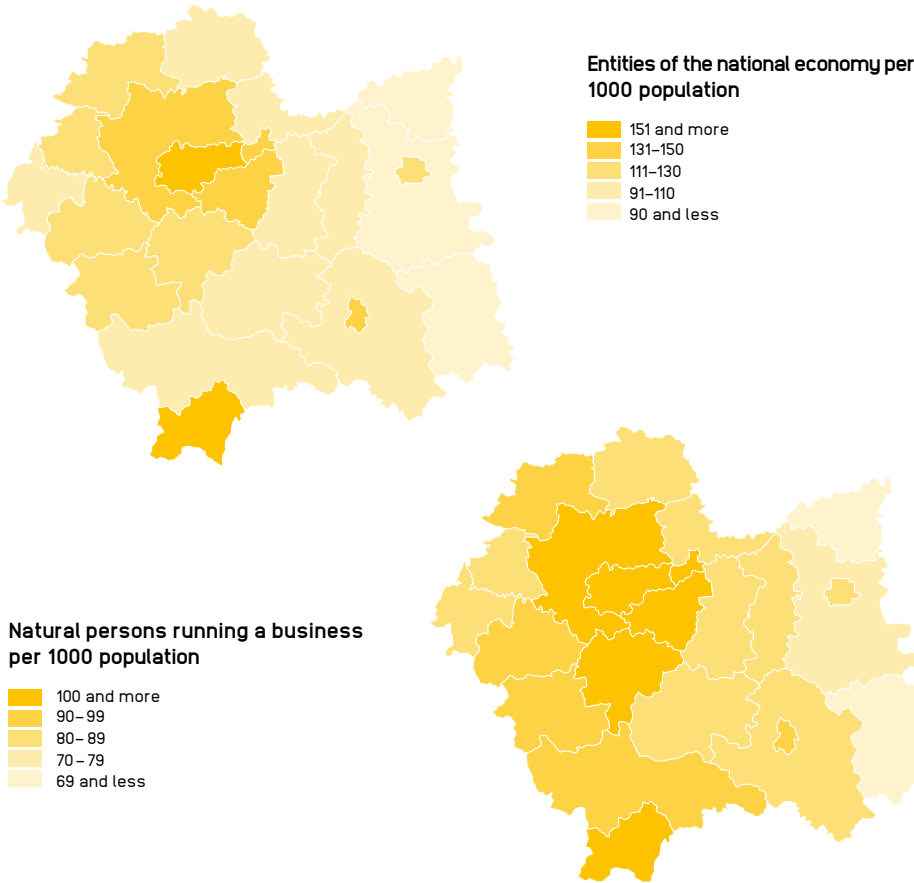 Entities of the national economy per
1000 population
151 and more
131–150
111–130
91–110
90 and less
Natural persons running a business
per 1000 population
100 and more
90–99
80–89
70–79
69 and less